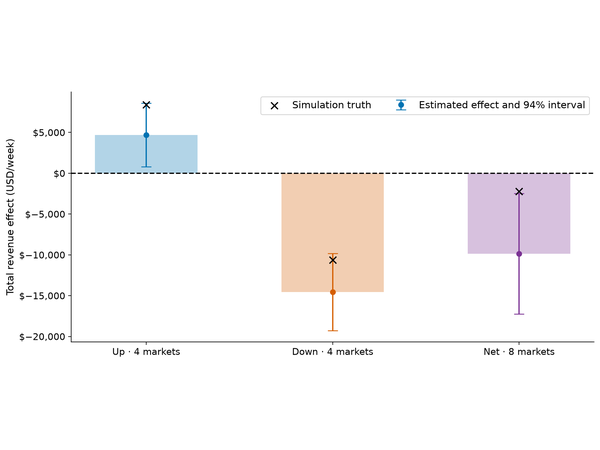 Simulation truth
Estimated effect and 94% interval
Total revenue effect (USD/week)
$5,000
$0
$−5,000
$−10,000
$−15,000
$−20,000
Up · 4 markets
Down · 4 markets
Net · 8 markets